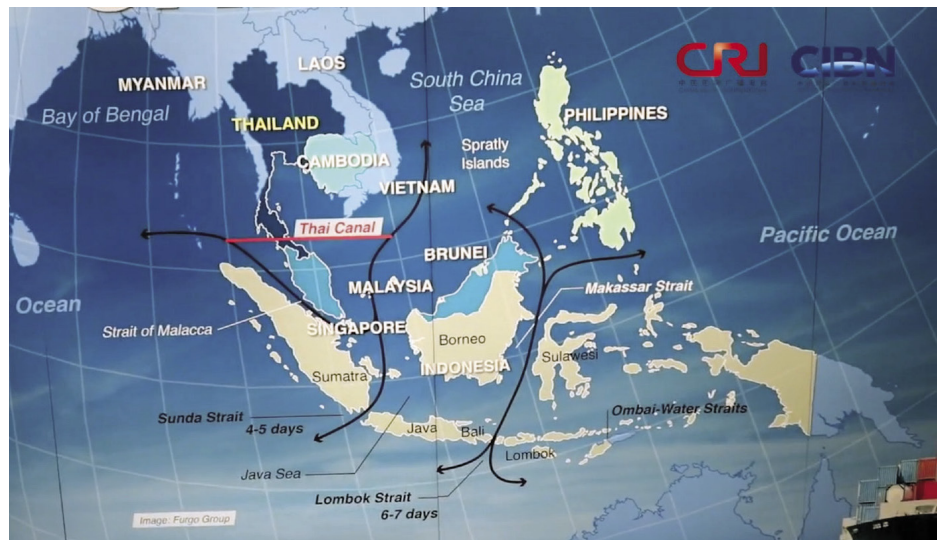 CRI
CIBN
LAOS
MYANMAR
South China
Sea
Bay of Bengal
PHILIPPINES
THAILAND
Spratly
Islands
CAMBODIA
VIETNAM
Thai Canal
Pacific Ocean
BRUNEI
MALAYSIA
Makassar Strait
Ocean
Strait of Malacca
SINGAPORE
Borneo
Sulawesi
INDONESIA
Sumatra
Sunda Strait
4-5 days
Ombai-Water Straits
Java
Bali
Lombok
Java Sea
Lombok Strait
6-7 days
Image: Furgo Group